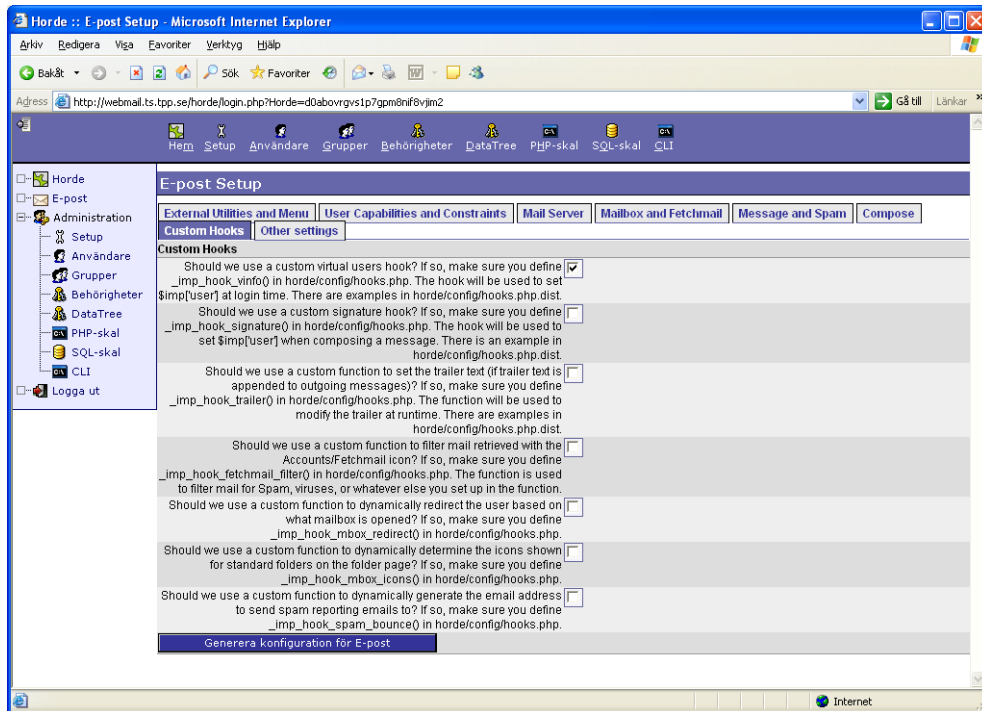 Horde :: E-post Setup - Microsoft Internet Explorer
Arkiv Redigera Visa Favoriter Verktyg Hjälp
Bakåt Sök Favoriter
Adress http://webmail.ts.tpp.se/horde/login.php?Horde=d0abovrgvs1p7gpm8nif8vjim2 Gå till Länkar »
Hem Setup Användare Grupper Behörigheter DataTree PHP-skal SQL-skal CLI
Horde
E-post
Administration
Setup
Användare
Grupper
Behörigheter
DataTree
PHP-skal
SQL-skal
CLI
Logga ut
E-post Setup
External Utilities and Menu User Capabilities and Constraints Mail Server Mailbox and Fetchmail Message and Spam Compose
Custom Hooks Other settings
Custom Hooks
Should we use a custom virtual users hook? If so, make sure you define
_imp_hook_vinfo() in horde/config/hooks.php. The hook will be used to set
$imp['user'] at login time. There are examples in horde/config/hooks.php.dist.
Should we use a custom signature hook? If so, make sure you define
_imp_hook_signature() in horde/config/hooks.php. The hook will be used to
set $imp['user'] when composing a message. There is an example in
horde/config/hooks.php.dist.
Should we use a custom function to set the trailer text (if trailer text is
appended to outgoing messages)? If so, make sure you define
_imp_hook_trailer() in horde/config/hooks.php. The function will be used to
modify the trailer at runtime. There are examples in
horde/config/hooks.php.dist.
Should we use a custom function to filter mail retrieved with the
Accounts/Fetchmail icon? If so, make sure you define
_imp_hook_fetchmail_filter() in horde/config/hooks.php. The function is used
to filter mail for Spam, viruses, or whatever else you set up in the function.
Should we use a custom function to dynamically redirect the user based on
what mailbox is opened? If so, make sure you define
_imp_hook_mbox_redirect() in horde/config/hooks.php.
Should we use a custom function to dynamically determine the icons shown
for standard folders on the folder page? If so, make sure you define
_imp_hook_mbox_icons() in horde/config/hooks.php.
Should we use a custom function to dynamically generate the email address
to send spam reporting emails to? If so, make sure you define
_imp_hook_spam_bounce() in horde/config/hooks.php.
Generera konfiguration för E-post
Internet